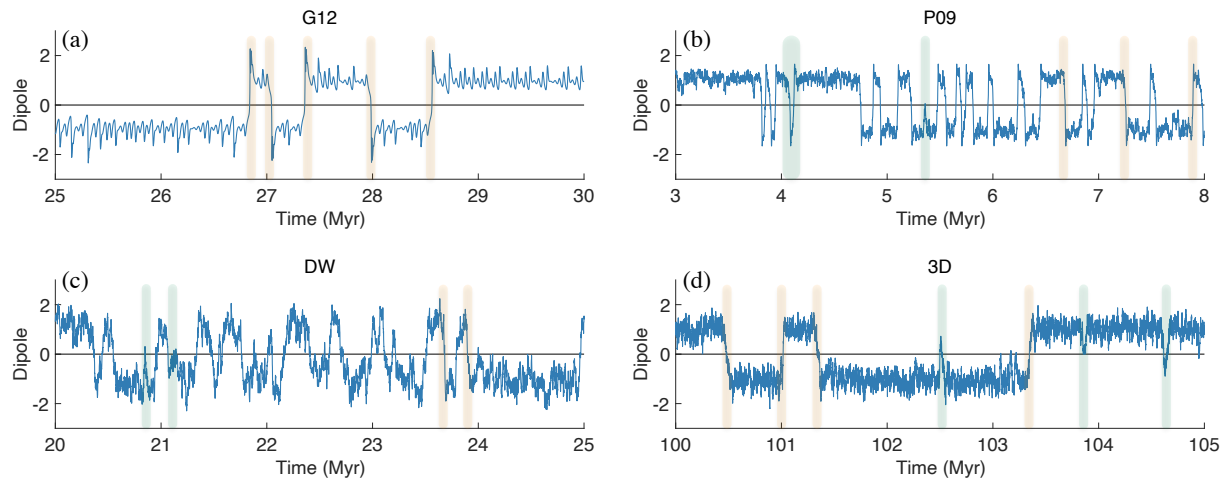 G12
(a)
Dipole
2
0
-2
25 26 27 28 29 30
Time (Myr)
P09
(b)
Dipole
2
0
-2
3 4 5 6 7 8
Time (Myr)
DW
(c)
Dipole
2
0
-2
20 21 22 23 24 25
Time (Myr)
3D
(d)
Dipole
2
0
-2
100 101 102 103 104 105
Time (Myr)